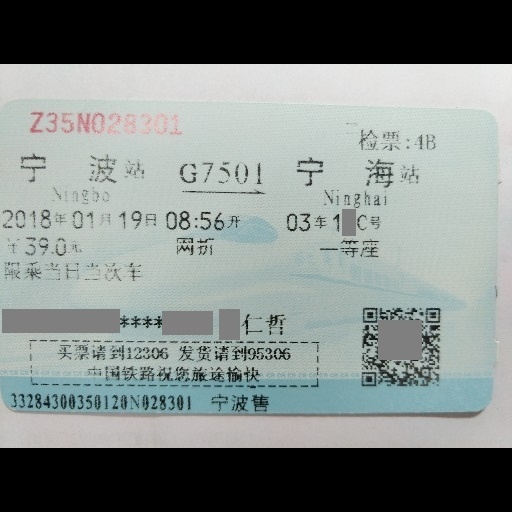 Z35N028301
检票:4B
宁波站 G7501 宁海站
Ningbo Ninghai
2018年01月19日 08:56开 03车1 C号
￥39.0元 网折 一等座
限乘当日当次车
**** 仁哲
买票请到12306 发货请到95306
中国铁路祝您旅途愉快
33284300350120N028301 宁波售